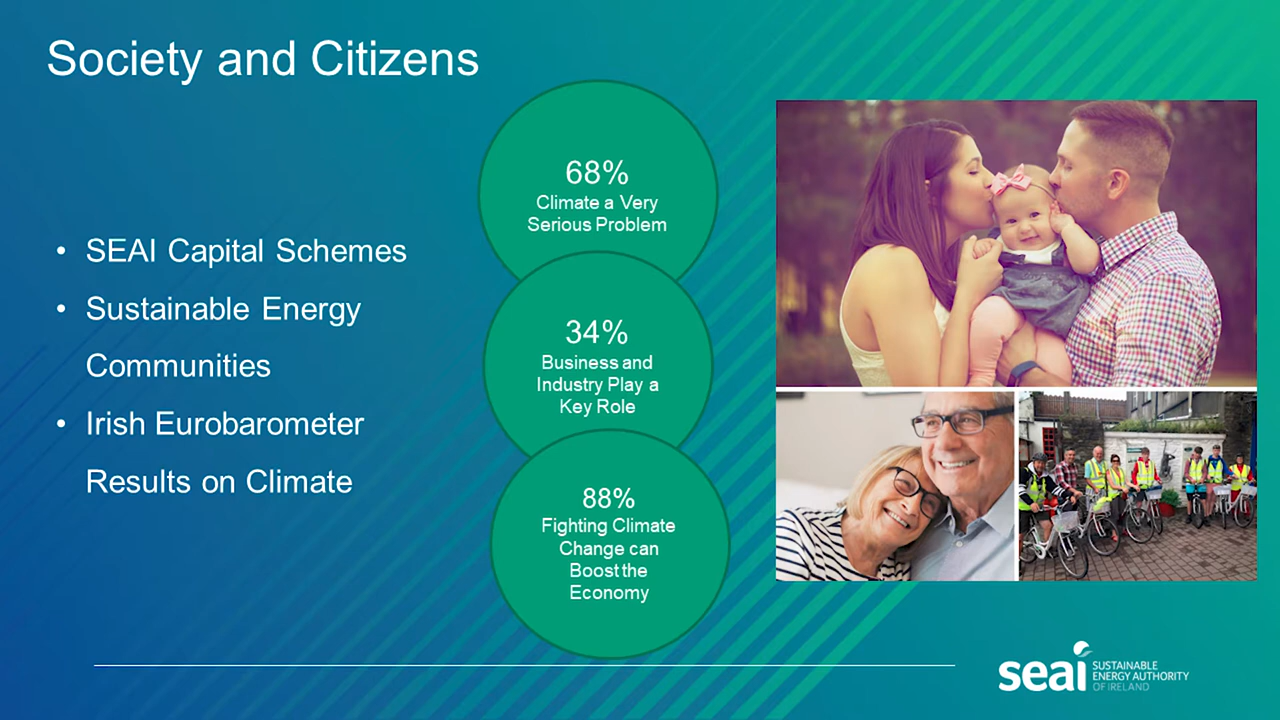 Society and Citizens
• SEAI Capital Schemes
• Sustainable Energy
Communities
• Irish Eurobarometer
Results on Climate
68%
Climate a Very
Serious Problem
34%
Business and
Industry Play a
Key Role
88%
Fighting Climate
Change can
Boost the
Economy
seai
SUSTAINABLE
ENERGY AUTHORITY
OF IRELAND